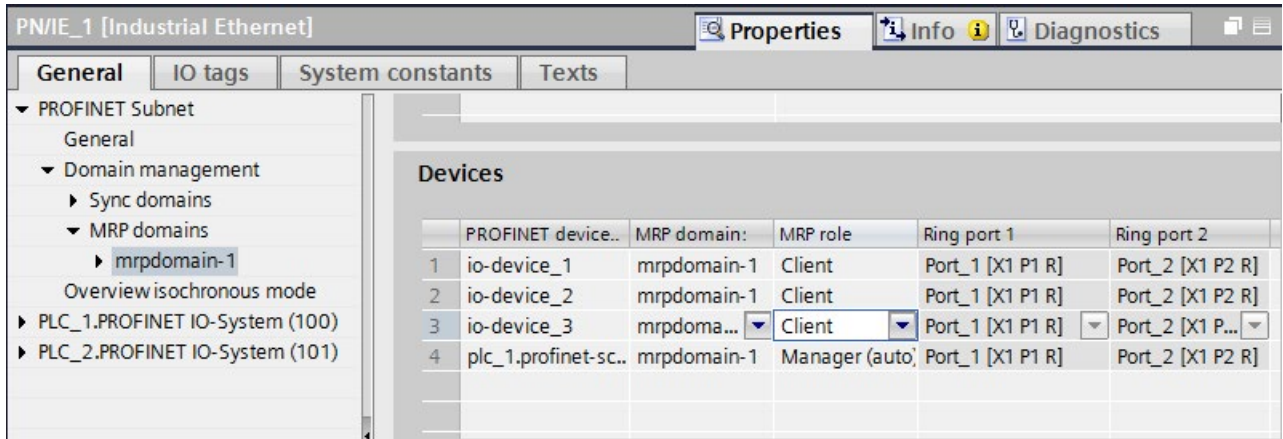 PN/IE_1 [Industrial Ethernet]
Properties
Info
Diagnostics
General
IO tags
System constants
Texts
PROFINET Subnet
General
Domain management
Sync domains
MRP domains
mrpdomain-1
Overview isochronous mode
PLC_1.PROFINET IO-System (100)
PLC_2.PROFINET IO-System (101)
Devices
PROFINET device.. MRP domain: MRP role Ring port 1 Ring port 2
1 io-device_1 mrpdomain-1 Client Port_1 [X1 P1 R] Port_2 [X1 P2 R]
2 io-device_2 mrpdomain-1 Client Port_1 [X1 P1 R] Port_2 [X1 P2 R]
3 io-device_3 mrpdoma... Client Port_1 [X1 P1 R] Port_2 [X1 P...
4 plc_1.profinet-sc.. mrpdomain-1 Manager (auto) Port_1 [X1 P1 R] Port_2 [X1 P2 R]